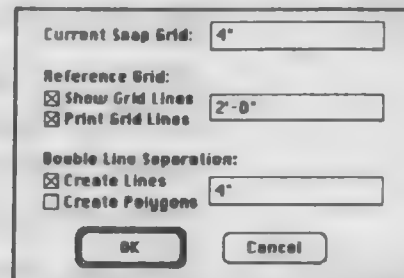 Current Snap Grid: 4"
Reference Grid:
Show Grid Lines
2'-0"
Print Grid Lines
Double Line Separation:
Create Lines
4"
Create Polygons
OK Cancel